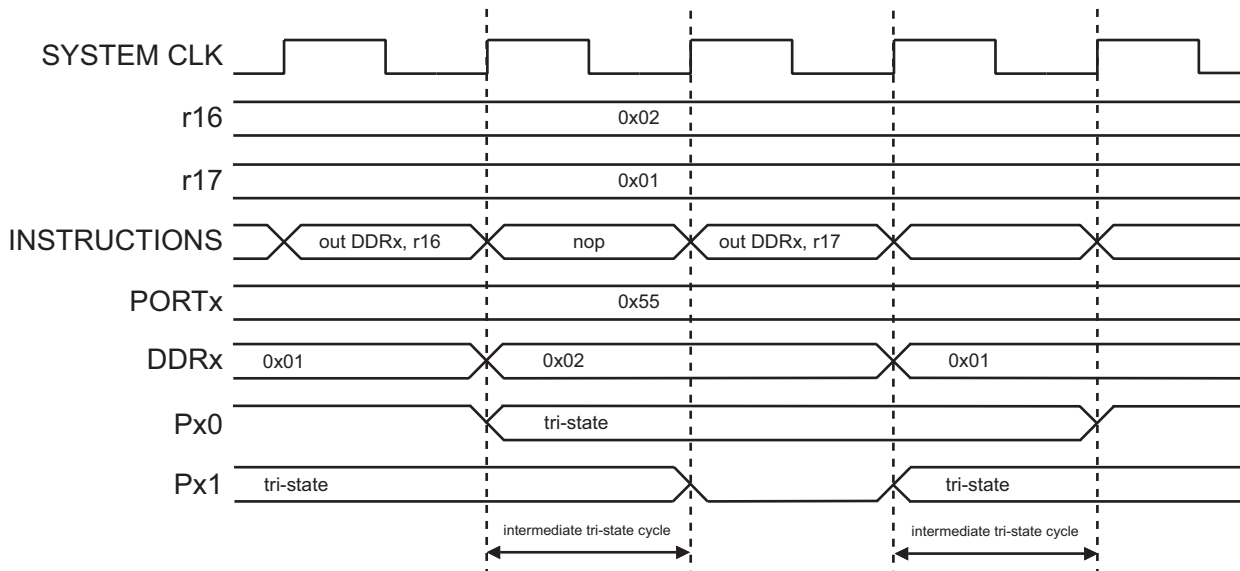 SYSTEM CLK
r16
0x02
r17
0x01
INSTRUCTIONS
out DDRx, r16
nop
out DDRx, r17
PORTx
0x55
DDRx
0x01
0x02
0x01
Px0
tri-state
Px1
tri-state
tri-state
intermediate tri-state cycle
intermediate tri-state cycle